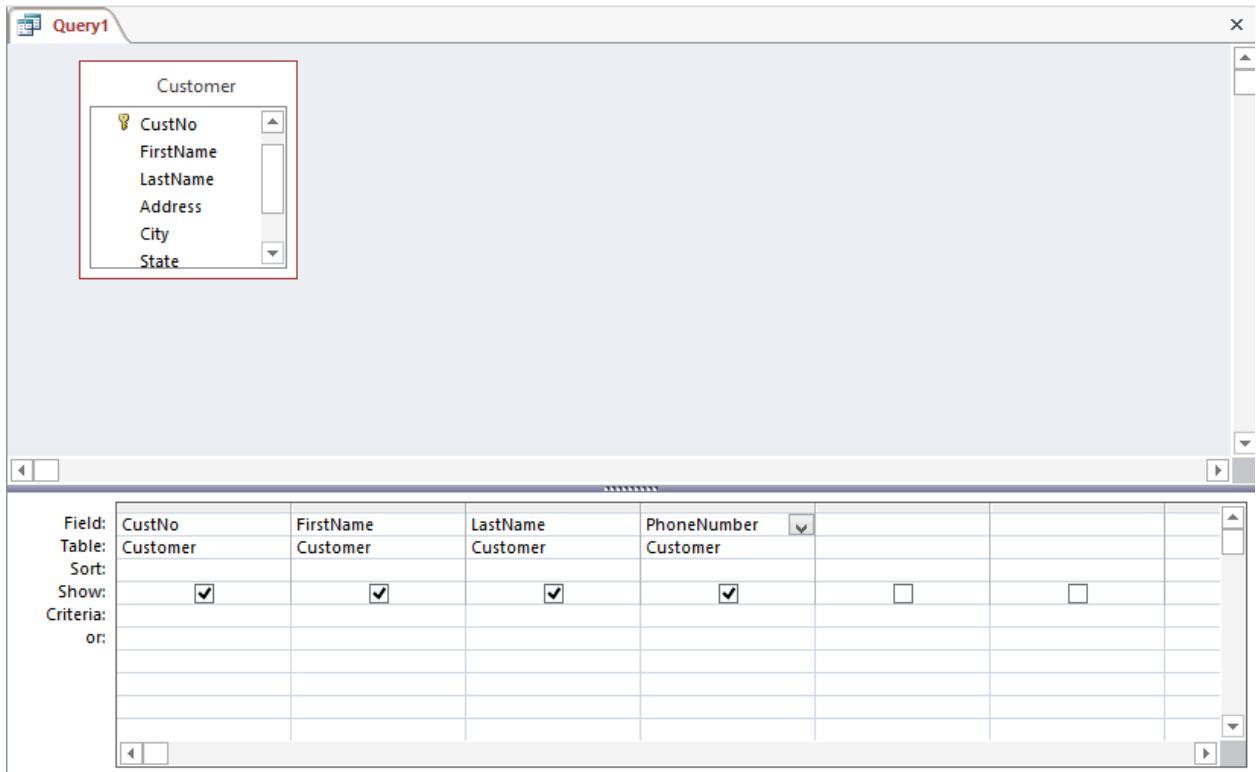 Query1
Customer
CustNo
FirstName
LastName
Address
City
State
Field: CustNo FirstName LastName PhoneNumber
Table: Customer Customer Customer Customer
Sort:
Show:
Criteria:
or: